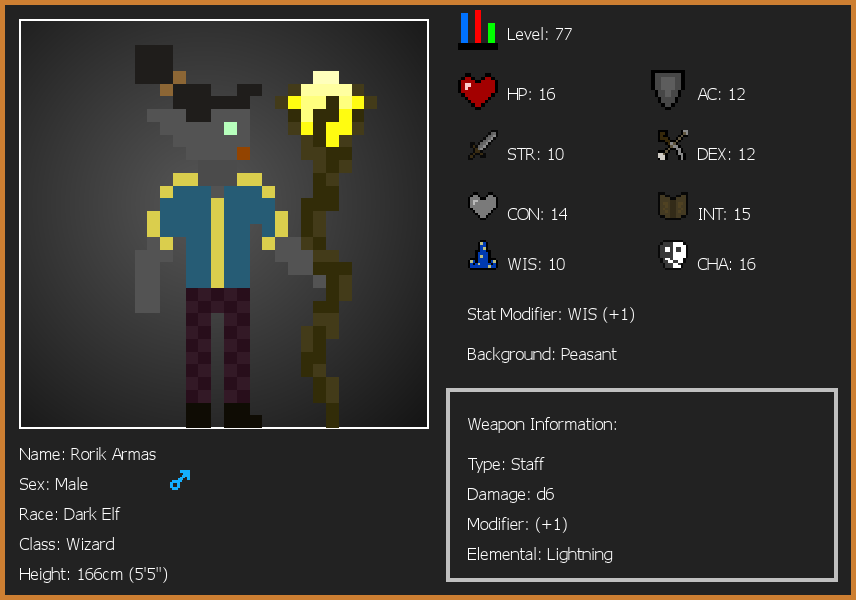 Level: 77
HP: 16
AC: 12
STR: 10
DEX: 12
CON: 14
INT: 15
WIS: 10
CHA: 16
Stat Modifier: WIS (+1)
Background: Peasant
Weapon Information:
Type: Staff
Damage: d6
Modifier: (+1)
Elemental: Lightning
Name: Rorik Armas
Sex: Male
Race: Dark Elf
Class: Wizard
Height: 166cm (5'5")